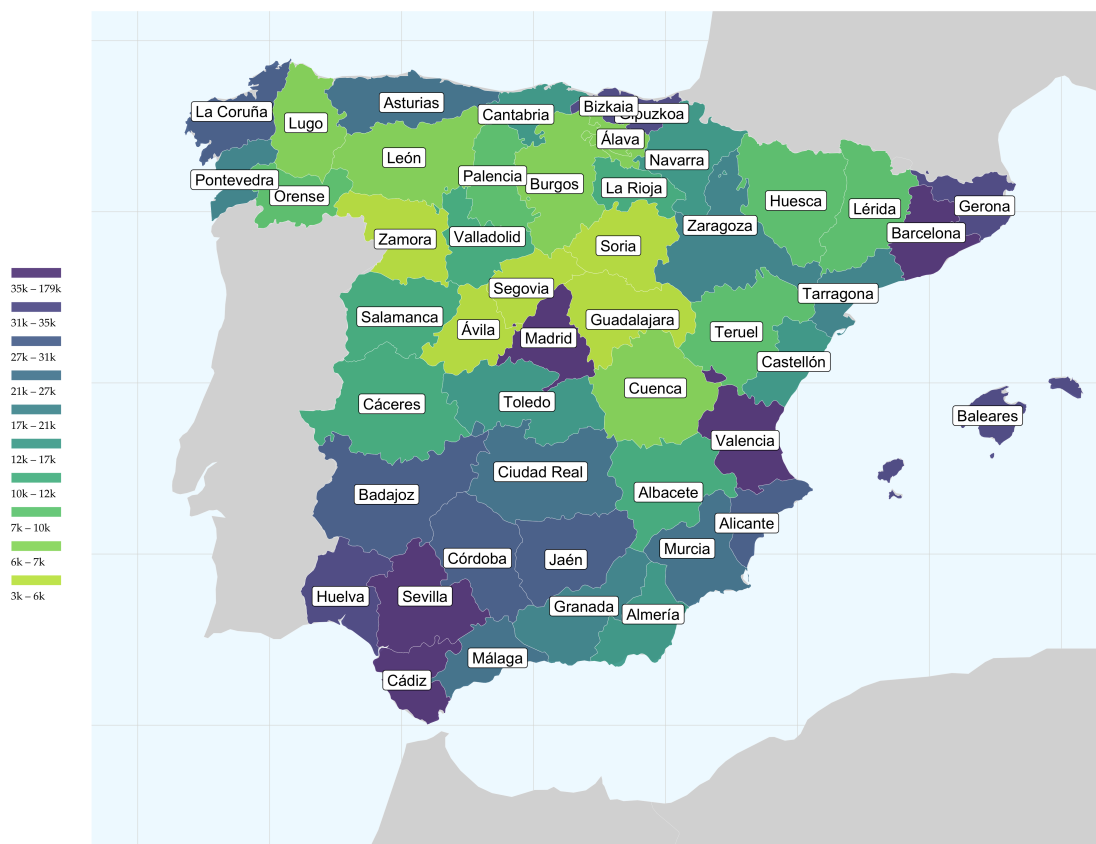 Bizkaia
Gipuzkoa
Asturias
La Coruña
Cantabria
Lugo
Álava
León
Navarra
Palencia
Pontevedra
Burgos
La Rioja
Orense
Huesca
Lérida
Gerona
Zaragoza
Barcelona
Valladolid
Zamora
Soria
35k – 179k
Segovia
Tarragona
Salamanca
Guadalajara
31k – 35k
Ávila
Teruel
Madrid
27k – 31k
Castellón
Cuenca
21k – 27k
Cáceres
Toledo
Baleares
17k – 21k
Valencia
12k – 17k
Ciudad Real
Badajoz
Albacete
10k – 12k
Alicante
7k – 10k
Murcia
Córdoba
Jaén
6k – 7k
Huelva
Sevilla
3k – 6k
Granada
Almería
Málaga
Cádiz